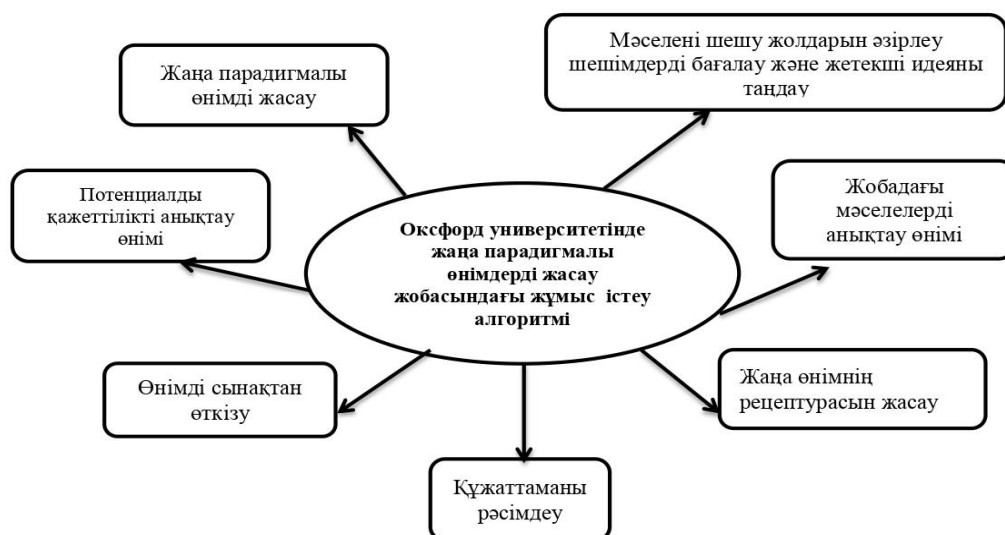 Жаңа парадигмалы
өнімді жасау
Мәселені шешу жолдарын әзірлеу
шешімдерді бағалау және жетекші идеяны
таңдау
Потенциалды
қажеттілікті анықтау
өнімі
Оксфорд университетінде
жаңа парадигмалы
өнімдерді жасау
жобасындағы жұмыс істеу
алгоритмі
Жобадағы
мәселелерді
анықтау өнімі
Өнімді сынақтан
өткізу
Жаңа өнімнің
рецептурасын жасау
Құжаттаманы
рәсімдеу